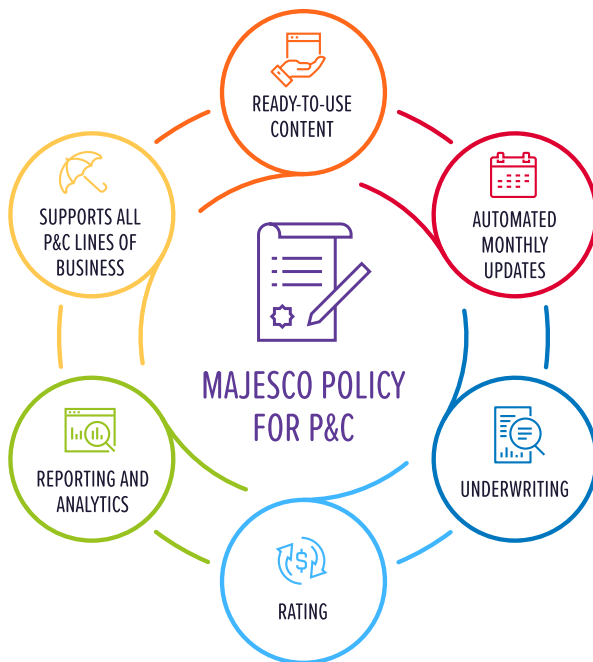 READY-TO-USE
CONTENT
AUTOMATED
MONTHLY
UPDATES
UNDERWRITING
$
RATING
REPORTING AND
ANALYTICS
SUPPORTS ALL
P&C LINES OF
BUSINESS
MAJESCO POLICY
FOR P&C